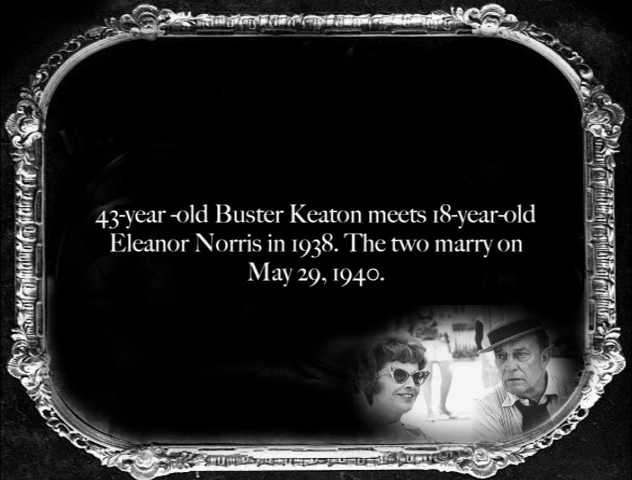 43-year -old Buster Keaton meets 18-year-old
Eleanor Norris in 1938. The two marry on
May 29, 1940.